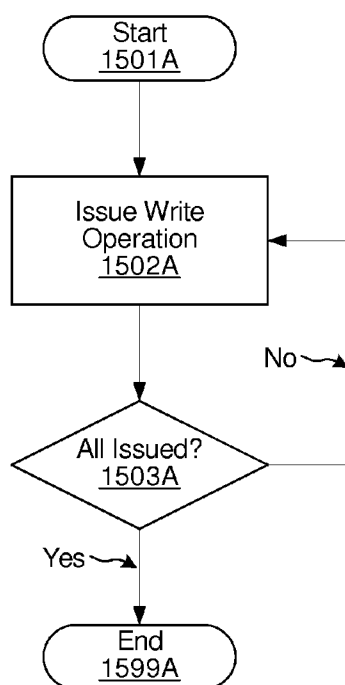 Start
1501A
Issue Write
Operation
1502A
No
All Issued?
1503A
Yes
End
1599A